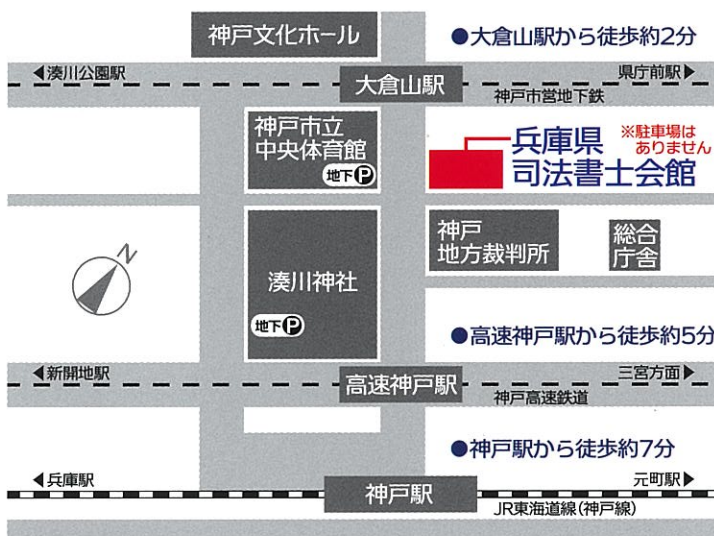 神戸文化ホール
●大倉山駅から徒歩約2分
◀湊川公園駅
県庁前駅▶
大倉山駅
神戸市営地下鉄
神戸市立
中央体育館
地下P
兵庫県
司法書士会館
※駐車場は
ありません
神戸
地方裁判所
総合
庁舎
N
湊川神社
地下P
●高速神戸駅から徒歩約5分
◀新開地駅
三宮方面▶
高速神戸駅
神戸高速鉄道
●神戸駅から徒歩約7分
◀兵庫駅
元町駅▶
神戸駅
JR東海道線(神戸線)